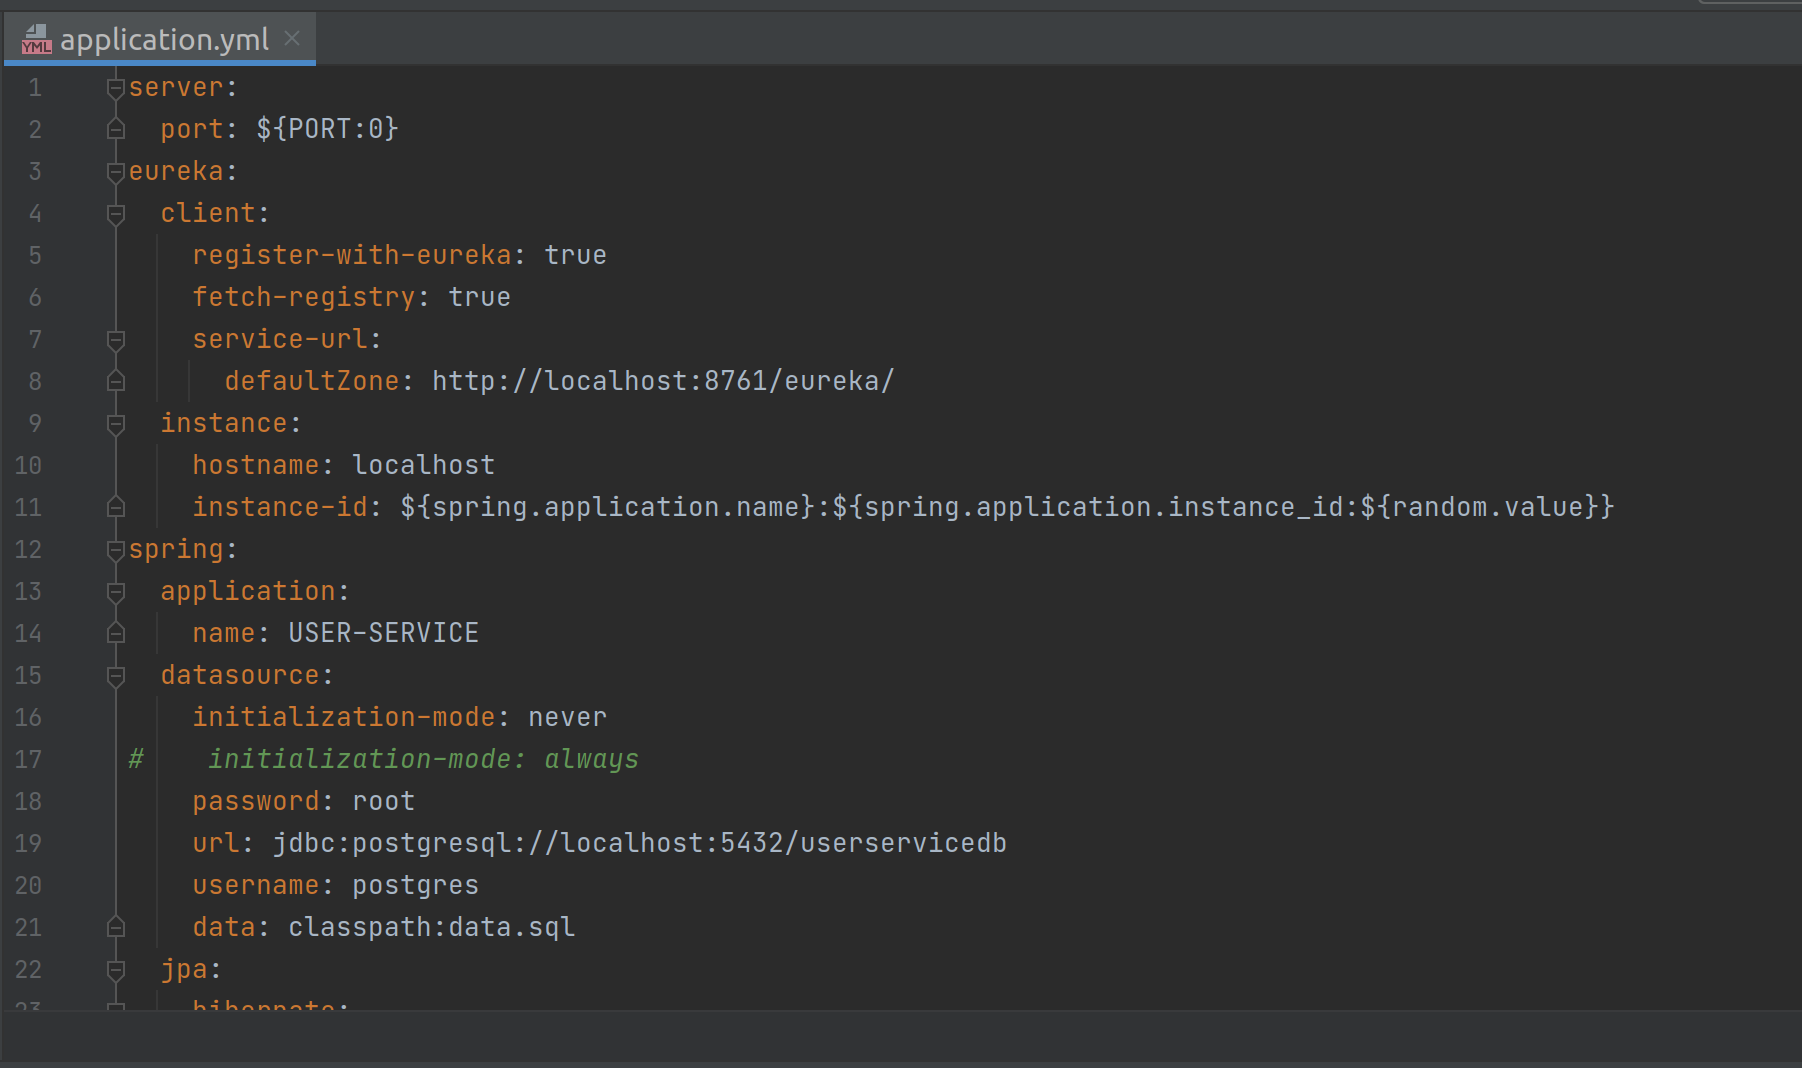 YML application.yml
1 server:
2   port: ${PORT:0}
3 eureka:
4   client:
5     register-with-eureka: true
6     fetch-registry: true
7     service-url:
8       defaultZone: http://localhost:8761/eureka/
9   instance:
10     hostname: localhost
11     instance-id: ${spring.application.name}:${spring.application.instance_id:${random.value}}
12 spring:
13   application:
14     name: USER-SERVICE
15   datasource:
16     initialization-mode: never
17 #    initialization-mode: always
18     password: root
19     url: jdbc:postgresql://localhost:5432/userservicedb
20     username: postgres
21     data: classpath:data.sql
22   jpa:
23     hibernate: